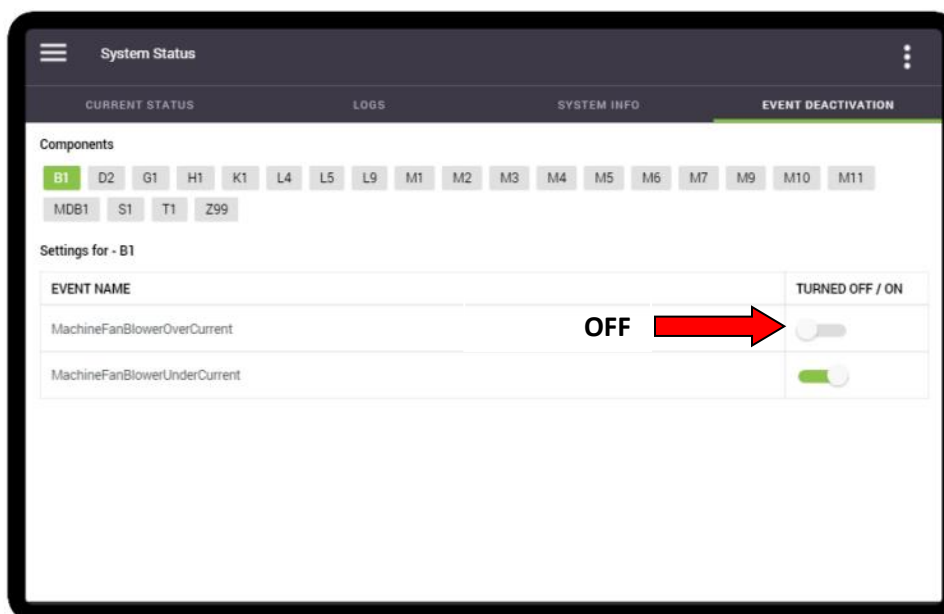 System Status
CURRENT STATUS LOGS SYSTEM INFO EVENT DEACTIVATION
Components
B1 D2 G1 H1 K1 L4 L5 L9 M1 M2 M3 M4 M5 M6 M7 M9 M10 M11
MDB1 S1 T1 Z99
Settings for - B1
EVENT NAME TURNED OFF / ON
MachineFanBlowerOverCurrent OFF
MachineFanBlowerUnderCurrent